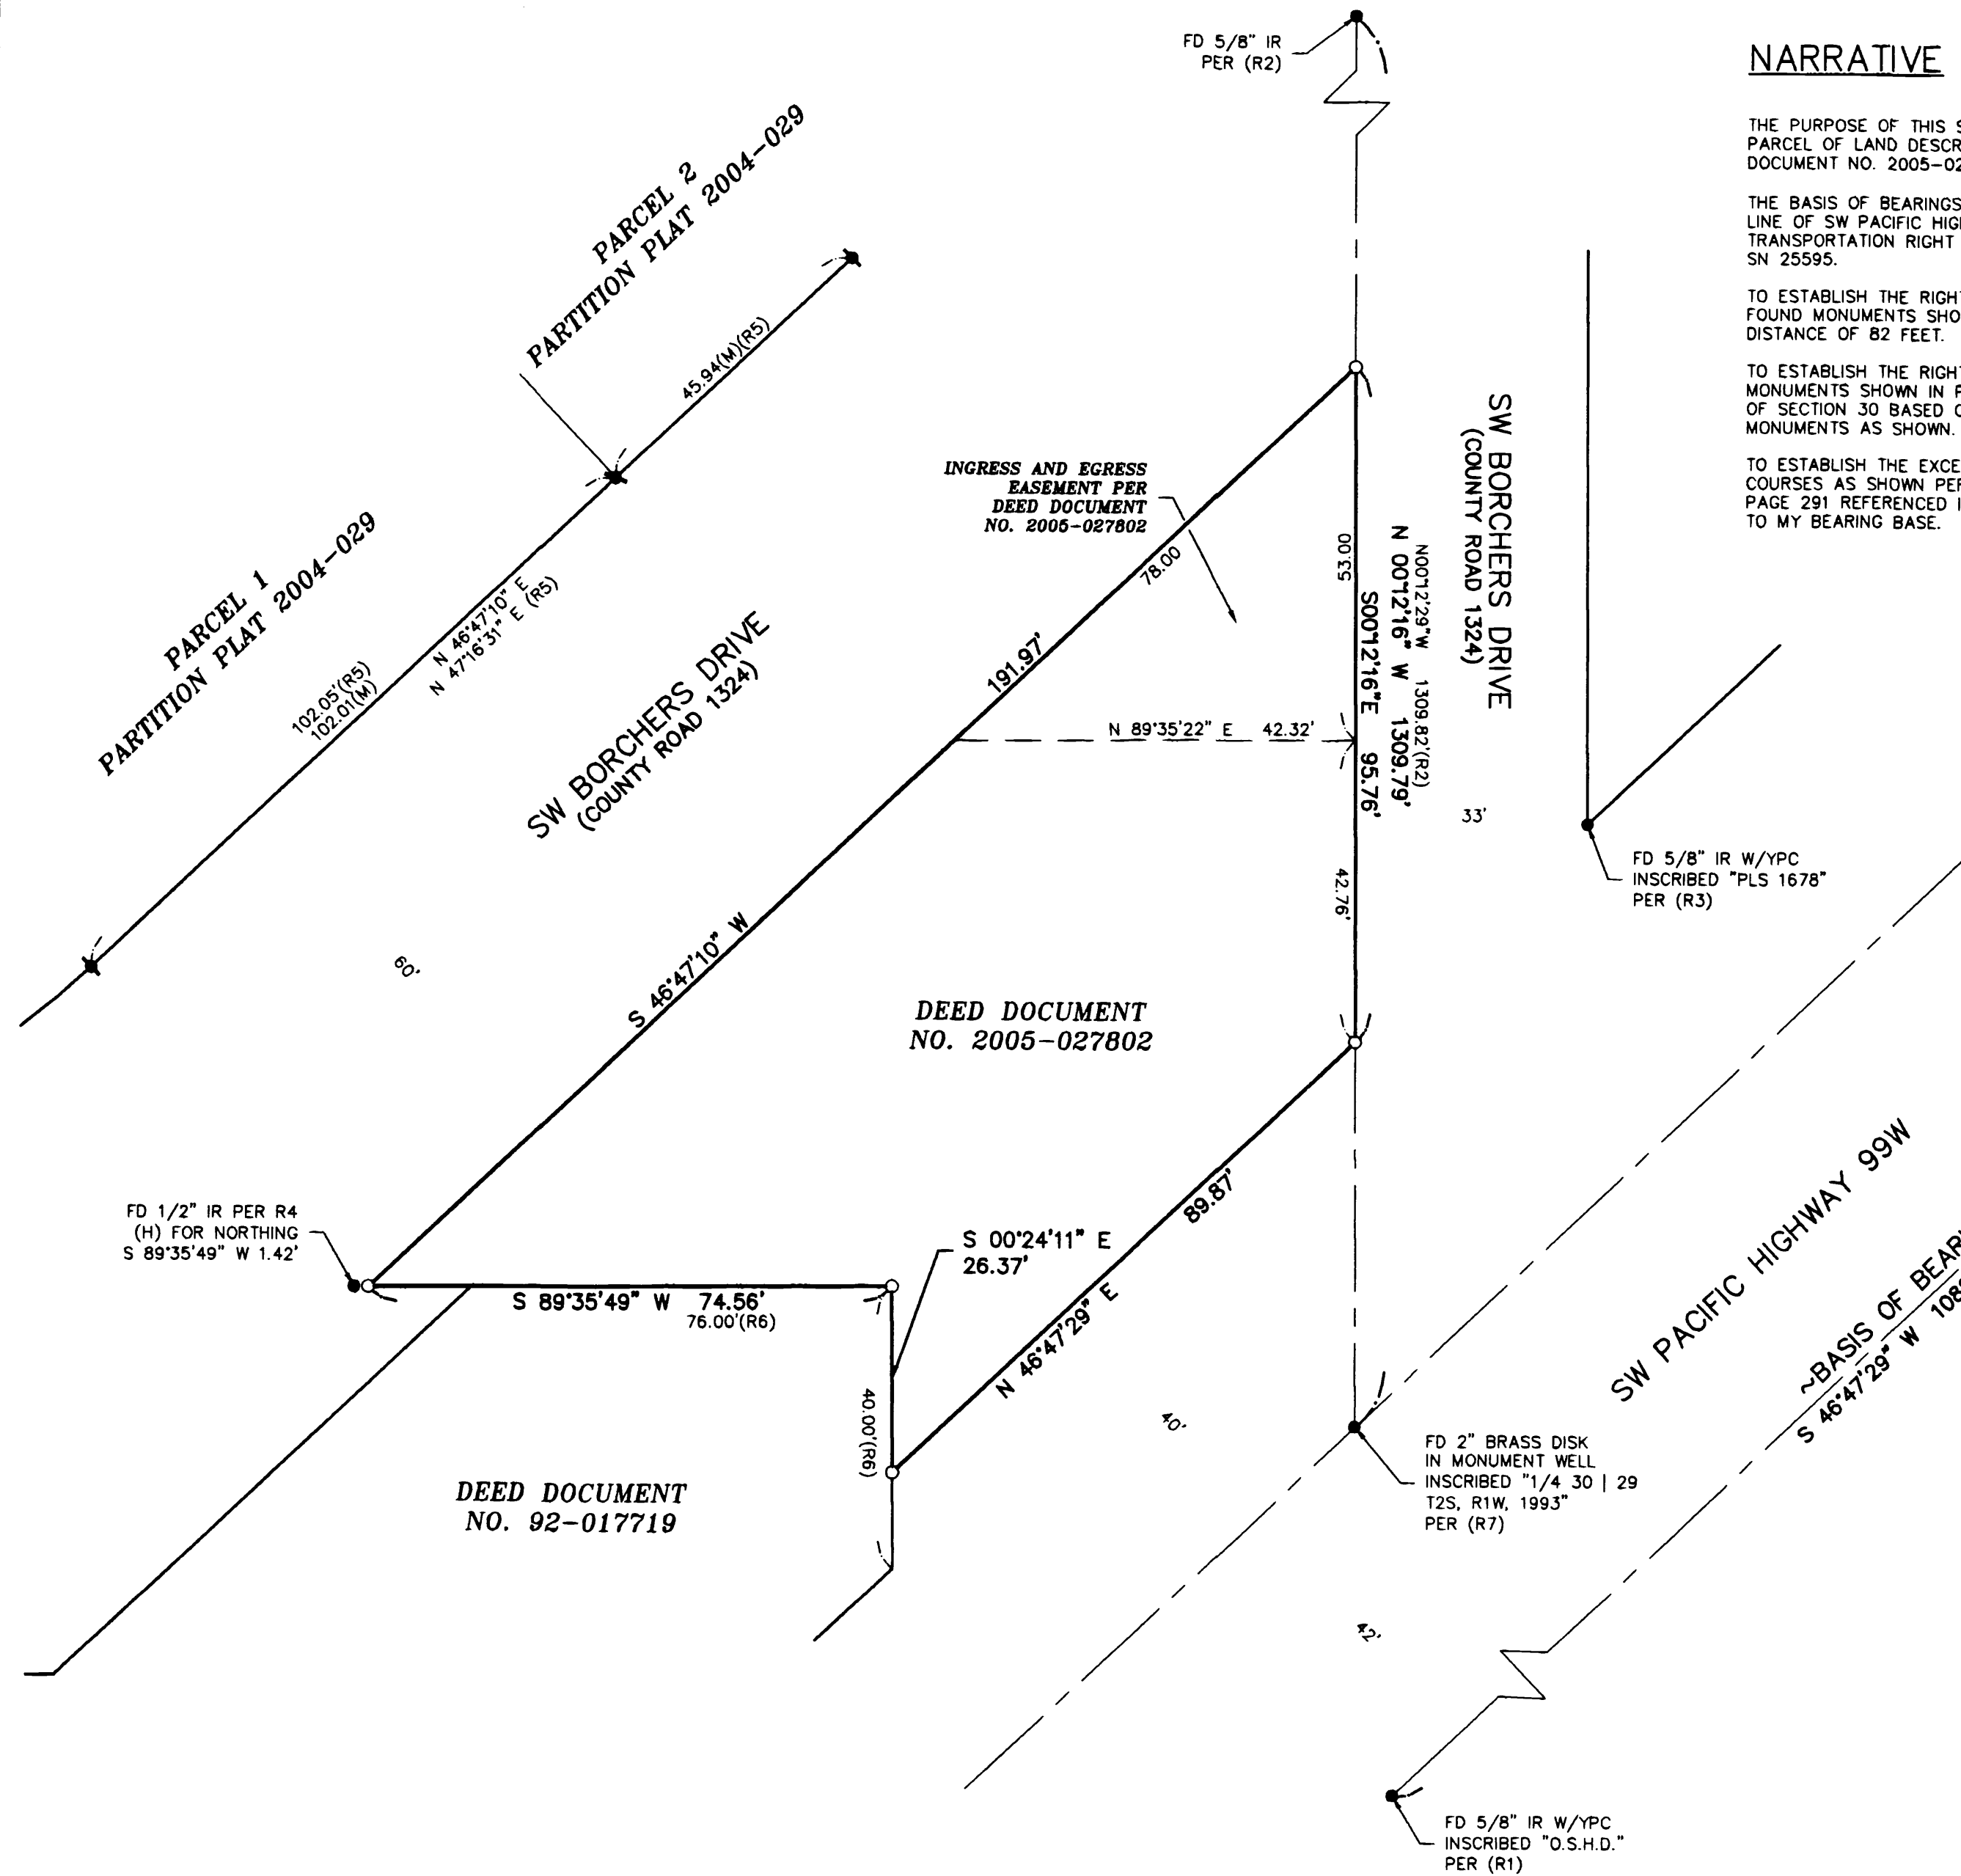 FD 5/8" IR
PER (R2)
NARRATIVE
THE PURPOSE OF THIS
PARCEL OF LAND
DOCUMENT NO.
THE BASIS OF BEARINGS
LINE OF SW PACIFIC
TRANSPORTATION RIGHT
SN 25595.
TO ESTABLISH THE
FOUND MONUMENTS
DISTANCE OF 82 FEET.
TO ESTABLISH THE
MONUMENTS SHOWN IN
OF SECTION 30 BASED
MONUMENTS AS SHOWN.
TO ESTABLISH THE
COURSES AS SHOWN
PAGE 291 REFERENCED
TO MY BEARING BASE.
PARCEL 2
PARTITION PLAT 2004-029
45.94(M)(R5)
PARCEL 1
PARTITION PLAT 2004-029
102.05'(R5)
102.01(M)
N 46°47'10" E
N 47°16'31" E (R5)
INGRESS AND EGRESS
EASEMENT PER
DEED DOCUMENT
NO. 2005-027802
78.00
53.00
SW BORCHERS DRIVE
(COUNTY ROAD 1324)
N00°12'29"W 1309.82'(R2)
N 00°12'16" W 1309.79'
S00°12'16"E 95.76'
SW BORCHERS DRIVE
(COUNTY ROAD 1324)
191.97'
N 89°35'22" E 42.32'
33'
42.76'
FD 5/8" IR W/YPC
INSCRIBED "PLS 1678"
PER (R3)
60'
S 46°47'10" W
DEED DOCUMENT
NO. 2005-027802
FD 1/2" IR PER R4
(H) FOR NORTHING
S 89°35'49" W 1.42'
S 89°35'49" W 74.56'
76.00'(R6)
S 00°24'11" E
26.37'
89.87'
N 46°47'29" E
40.00'(R6)
DEED DOCUMENT
NO. 92-017719
40'
SW PACIFIC HIGHWAY 99W
~BASIS OF
S 46°47'29" W
FD 2" BRASS DISK
IN MONUMENT WELL
INSCRIBED "1/4 30 | 29
T2S, R1W, 1993"
PER (R7)
42'
FD 5/8" IR W/YPC
INSCRIBED "O.S.H.D."
PER (R1)